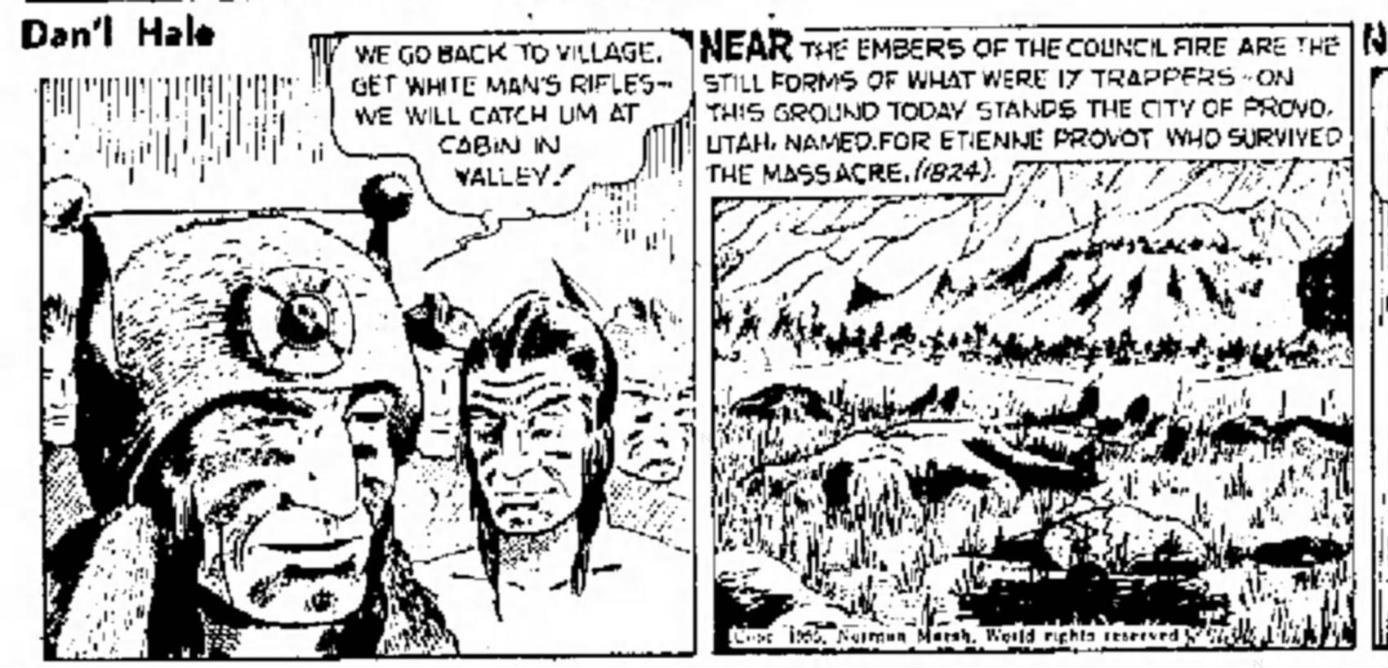 Dan'l Hale
WE GO BACK TO VILLAGE,
GET WHITE MAN'S RIFLES--
WE WILL CATCH UM AT
CABIN IN
VALLEY!
NEAR THE EMBERS OF THE COUNCIL FIRE ARE THE
STILL FORMS OF WHAT WERE 17 TRAPPERS - ON
THIS GROUND TODAY STANDS THE CITY OF PROVO,
UTAH, NAMED FOR ETIENNE PROVOT WHO SURVIVED
THE MASSACRE. (1824).
Norman Marsh, World rights reserved